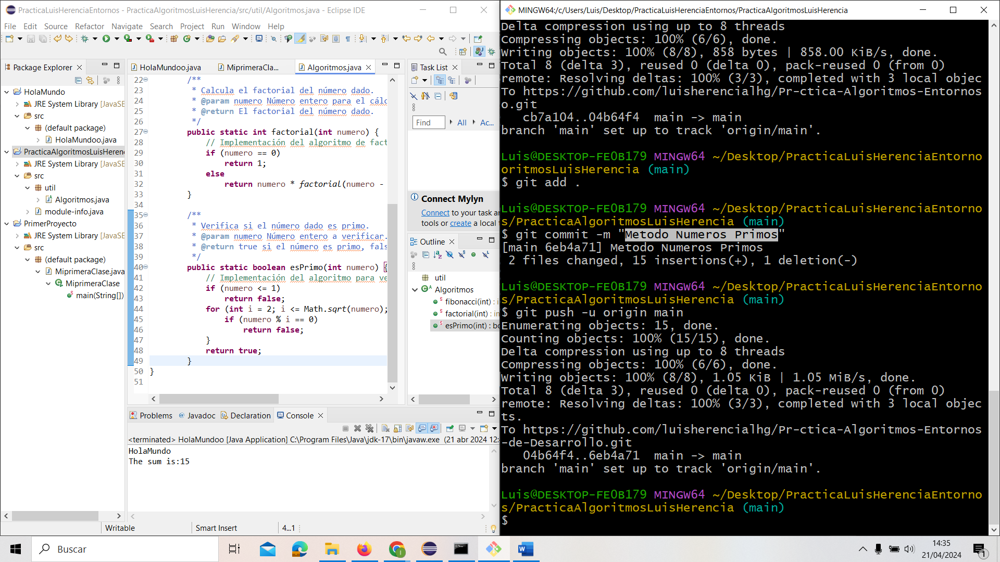 PracticaLuisHerenciaEntornos - PracticaAlgoritmosLuisHerencia/src/util/Algoritmos.java - Eclipse IDE
File Edit Source Refactor Navigate Search Project Run Window Help
Package Explorer
HolaMundo
JRE System Library [JavaSE
src
(default package)
HolaMundoo.java
PracticaAlgoritmosLuisHeren
JRE System Library [JavaSE
src
util
Algoritmos.java
module-info.java
PrimerProyecto
JRE System Library [JavaSE
src
(default package)
MiprimeraClase.java
MiprimeraClase
main(String[])
HolaMundoo.java MiprimeraCla... Algoritmos.java
22 /**
23 * Calcula el factorial del número dado.
24 * @param numero Número entero para el cálc
25 * @return El factorial del número dado.
26 */
27 public static int factorial(int numero) {
28 // Implementación del algoritmo de fact
29 if (numero == 0)
30 return 1;
31 else
32 return numero * factorial(numero -
33 }
34
35 /**
36 * Verifica si el número dado es primo.
37 * @param numero Número entero a verificar.
38 * @return true si el número es primo, fals
39 */
40 public static boolean esPrimo(int numero) {
41 // Implementación del algoritmo para ve
42 if (numero <= 1)
43 return false;
44 for (int i = 2; i <= Math.sqrt(numero);
45 if (numero % i == 0)
46 return false;
47 }
48 return true;
49 }
50 }
51
Task List
Find All Ac...
Connect Mylyn
Connect to your task a
tools or create a local
Outline
util
Algoritmos
fibonacci(int) : i
factorial(int) : in
esPrimo(int) : bo
Problems Javadoc Declaration Console
<terminated> HolaMundoo [Java Application] C:\Program Files\Java\jdk-17\bin\javaw.exe (21 abr 2024 12:
HolaMundo
The sum is:15
Writable Smart Insert 4...1
MINGW64:/c/Users/Luis/Desktop/PracticaLuisHerenciaEntornos/PracticaAlgoritmosLuisHerencia
Delta compression using up to 8 threads
Compressing objects: 100% (6/6), done.
Writing objects: 100% (8/8), 858 bytes | 858.00 KiB/s, done.
Total 8 (delta 3), reused 0 (delta 0), pack-reused 0 (from 0)
remote: Resolving deltas: 100% (3/3), completed with 3 local objec
To https://github.com/luisherencialhg/Pr-ctica-Algoritmos-Entornos
o.git
cb7a104..04b64f4 main -> main
branch 'main' set up to track 'origin/main'.
Luis@DESKTOP-FE0B179 MINGW64 ~/Desktop/PracticaLuisHerenciaEntorno
oritmosLuisHerencia (main)
$ git add .
Luis@DESKTOP-FE0B179 MINGW64 ~/Desktop/PracticaLuisHerenciaEntorno
s/PracticaAlgoritmosLuisHerencia (main)
$ git commit -m "Metodo Numeros Primos"
[main 6eb4a71] Metodo Numeros Primos
2 files changed, 15 insertions(+), 1 deletion(-)
Luis@DESKTOP-FE0B179 MINGW64 ~/Desktop/PracticaLuisHerenciaEntorno
s/PracticaAlgoritmosLuisHerencia (main)
$ git push -u origin main
Enumerating objects: 15, done.
Counting objects: 100% (15/15), done.
Delta compression using up to 8 threads
Compressing objects: 100% (6/6), done.
Writing objects: 100% (8/8), 1.05 KiB | 1.05 MiB/s, done.
Total 8 (delta 3), reused 0 (delta 0), pack-reused 0 (from 0)
remote: Resolving deltas: 100% (3/3), completed with 3 local objec
ts.
To https://github.com/luisherencialhg/Pr-ctica-Algoritmos-Entornos
-de-Desarrollo.git
04b64f4..6eb4a71 main -> main
branch 'main' set up to track 'origin/main'.
Luis@DESKTOP-FE0B179 MINGW64 ~/Desktop/PracticaLuisHerenciaEntorno
s/PracticaAlgoritmosLuisHerencia (main)
$
Buscar
14:35
21/04/2024
1